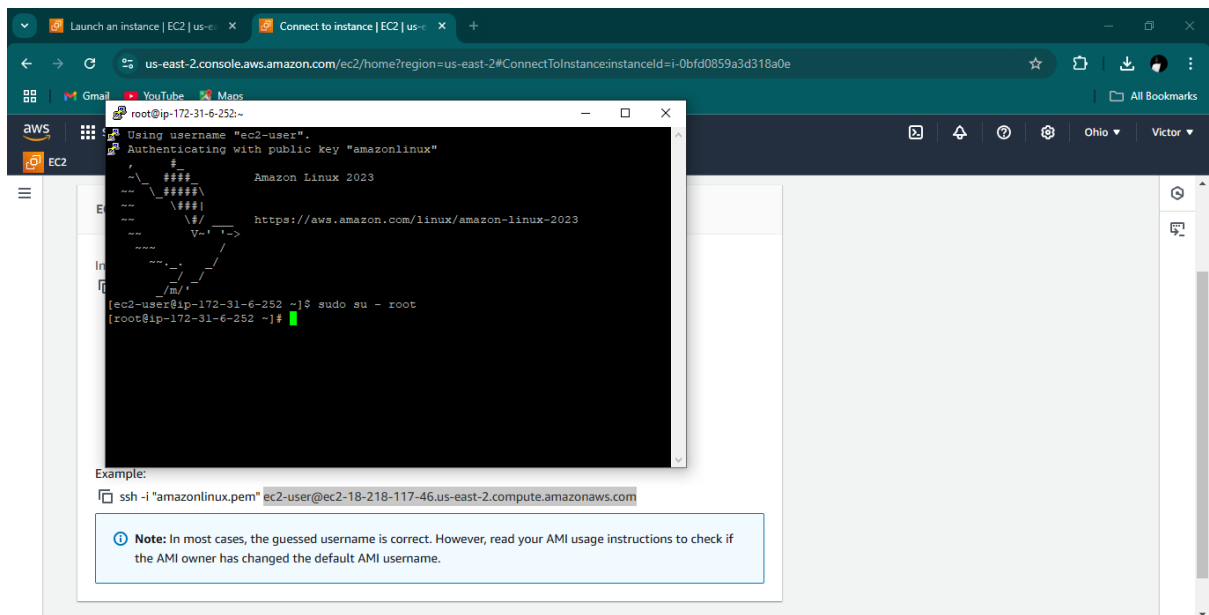 Launch an instance | EC2 | us-ea
Connect to instance | EC2 | us-e
us-east-2.console.aws.amazon.com/ec2/home?region=us-east-2#ConnectToInstance:instanceId=i-0bfd0859a3d318a0e
Gmail YouTube Maps All Bookmarks
aws Ohio Victor
EC2
root@ip-172-31-6-252:~
Using username "ec2-user".
Authenticating with public key "amazonlinux"
   ,     #_
   ~\_  ####_        Amazon Linux 2023
  ~~  \_#####\
  ~~     \###|
  ~~       \#/ ___   https://aws.amazon.com/linux/amazon-linux-2023
   ~~       V~' '->
    ~~~         /
      ~~._.   _/
         _/ _/
       _/m/'
[ec2-user@ip-172-31-6-252 ~]$ sudo su - root
[root@ip-172-31-6-252 ~]#
Example:
ssh -i "amazonlinux.pem" ec2-user@ec2-18-218-117-46.us-east-2.compute.amazonaws.com
Note: In most cases, the guessed username is correct. However, read your AMI usage instructions to check if
the AMI owner has changed the default AMI username.